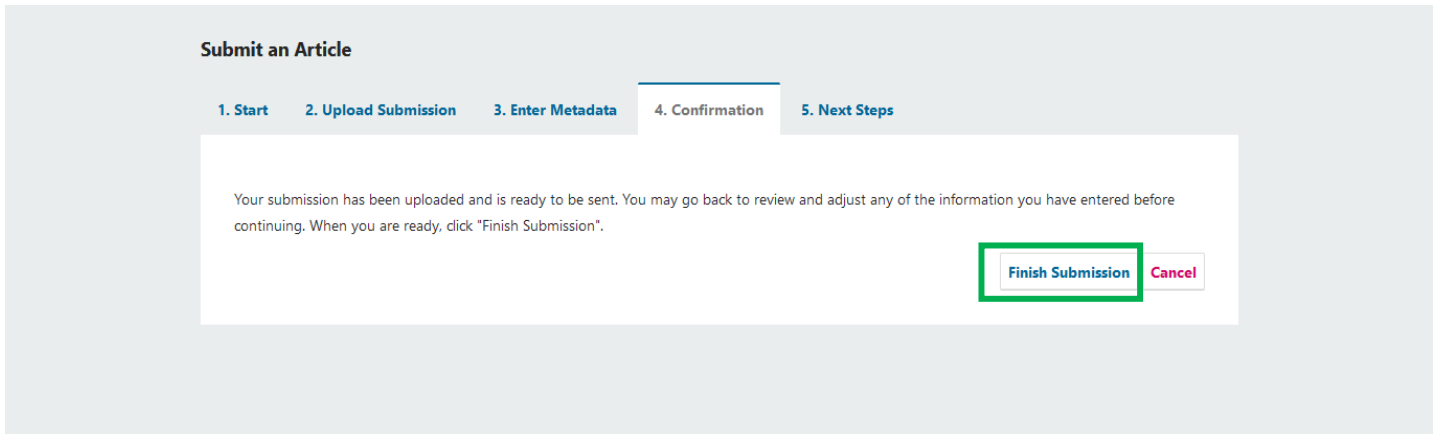 Submit an Article
1. Start 2. Upload Submission 3. Enter Metadata 4. Confirmation 5. Next Steps
Your submission has been uploaded and is ready to be sent. You may go back to review and adjust any of the information you have entered before
continuing. When you are ready, click "Finish Submission".
Finish Submission Cancel